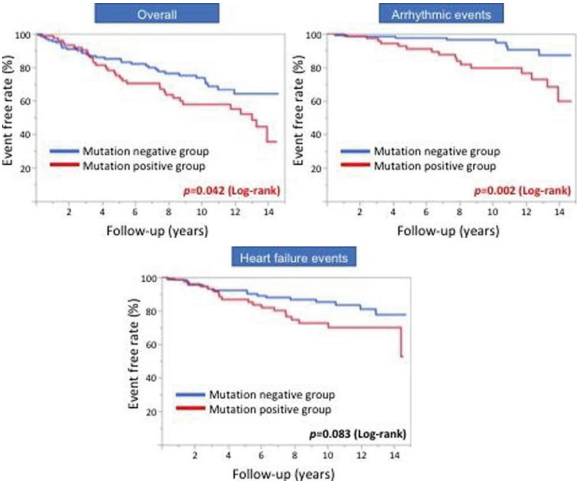 Overall
Event free rate (%)
100
80
60
40
20
Mutation negative group
Mutation positive group
p=0.042 (Log-rank)
2 4 6 8 10 12 14
Follow-up (years)
Arrhythmic events
Event free rate (%)
100
80
60
40
20
Mutation negative group
Mutation positive group
p=0.002 (Log-rank)
2 4 6 8 10 12 14
Follow-up (years)
Heart failure events
Event free rate (%)
100
80
60
40
20
Mutation negative group
Mutation positive group
p=0.083 (Log-rank)
2 4 6 8 10 12 14
Follow-up (years)